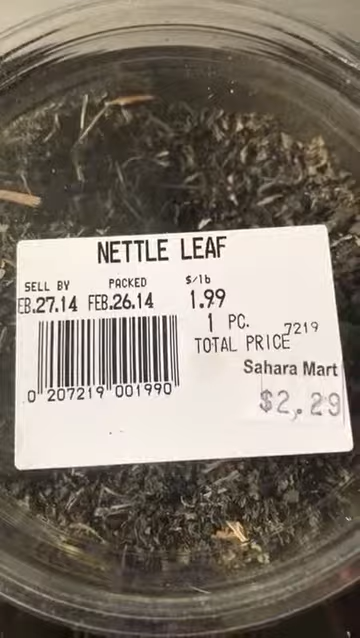 NETTLE LEAF
SELL BY PACKED $/lb
EB.27.14 FEB.26.14 1.99
1 PC. 7219
TOTAL PRICE
Sahara Mart
$2.29
0 207219 001990